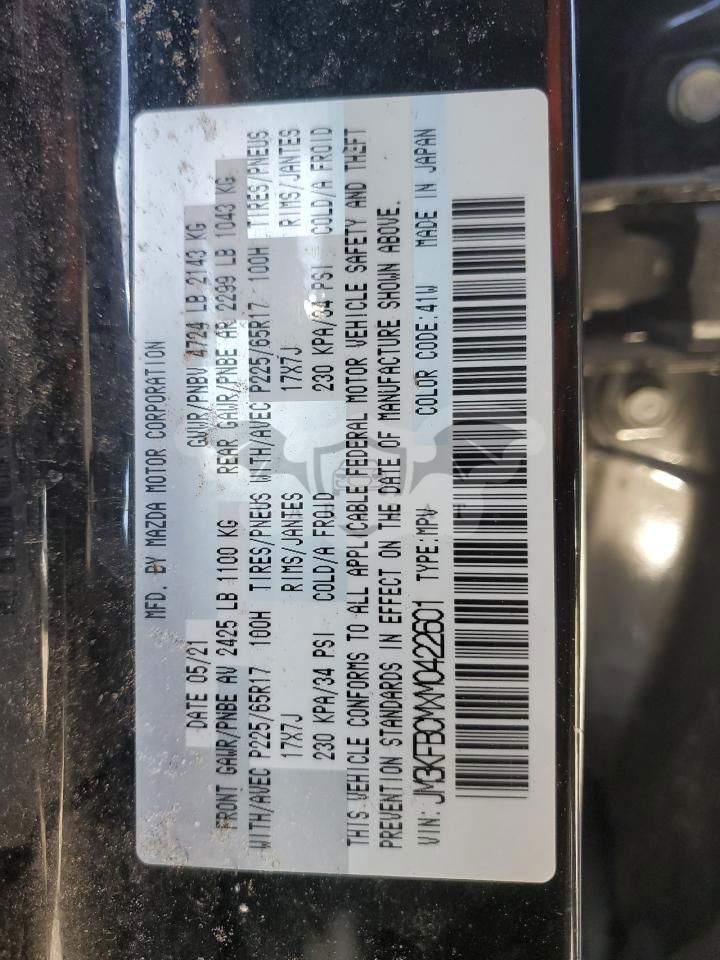 MFD. BY MAZDA MOTOR CORPORATION
DATE 05/21 GVWR/PNBV 4724 LB 2143 KG
FRONT GAWR/PNBE AV 2425 LB 1100 KG REAR GAWR/PNBE AR 2299 LB 1043 KG
WITH/AVEC P225/65R17 100H TIRES/PNEUS WITH/AVEC P225/65R17 100H TIRES/PNEUS
17X7J RIMS/JANTES 17X7J RIMS/JANTES
230 KPA/34 PSI COLD/A FROID 230 KPA/34 PSI COLD/A FROID
THIS VEHICLE CONFORMS TO ALL APPLICABLE FEDERAL MOTOR VEHICLE SAFETY AND THEFT
PREVENTION STANDARDS IN EFFECT ON THE DATE OF MANUFACTURE SHOWN ABOVE.
VIN: JM3KFBCMXM0422601 TYPE:MPV COLOR CODE:41W MADE IN JAPAN